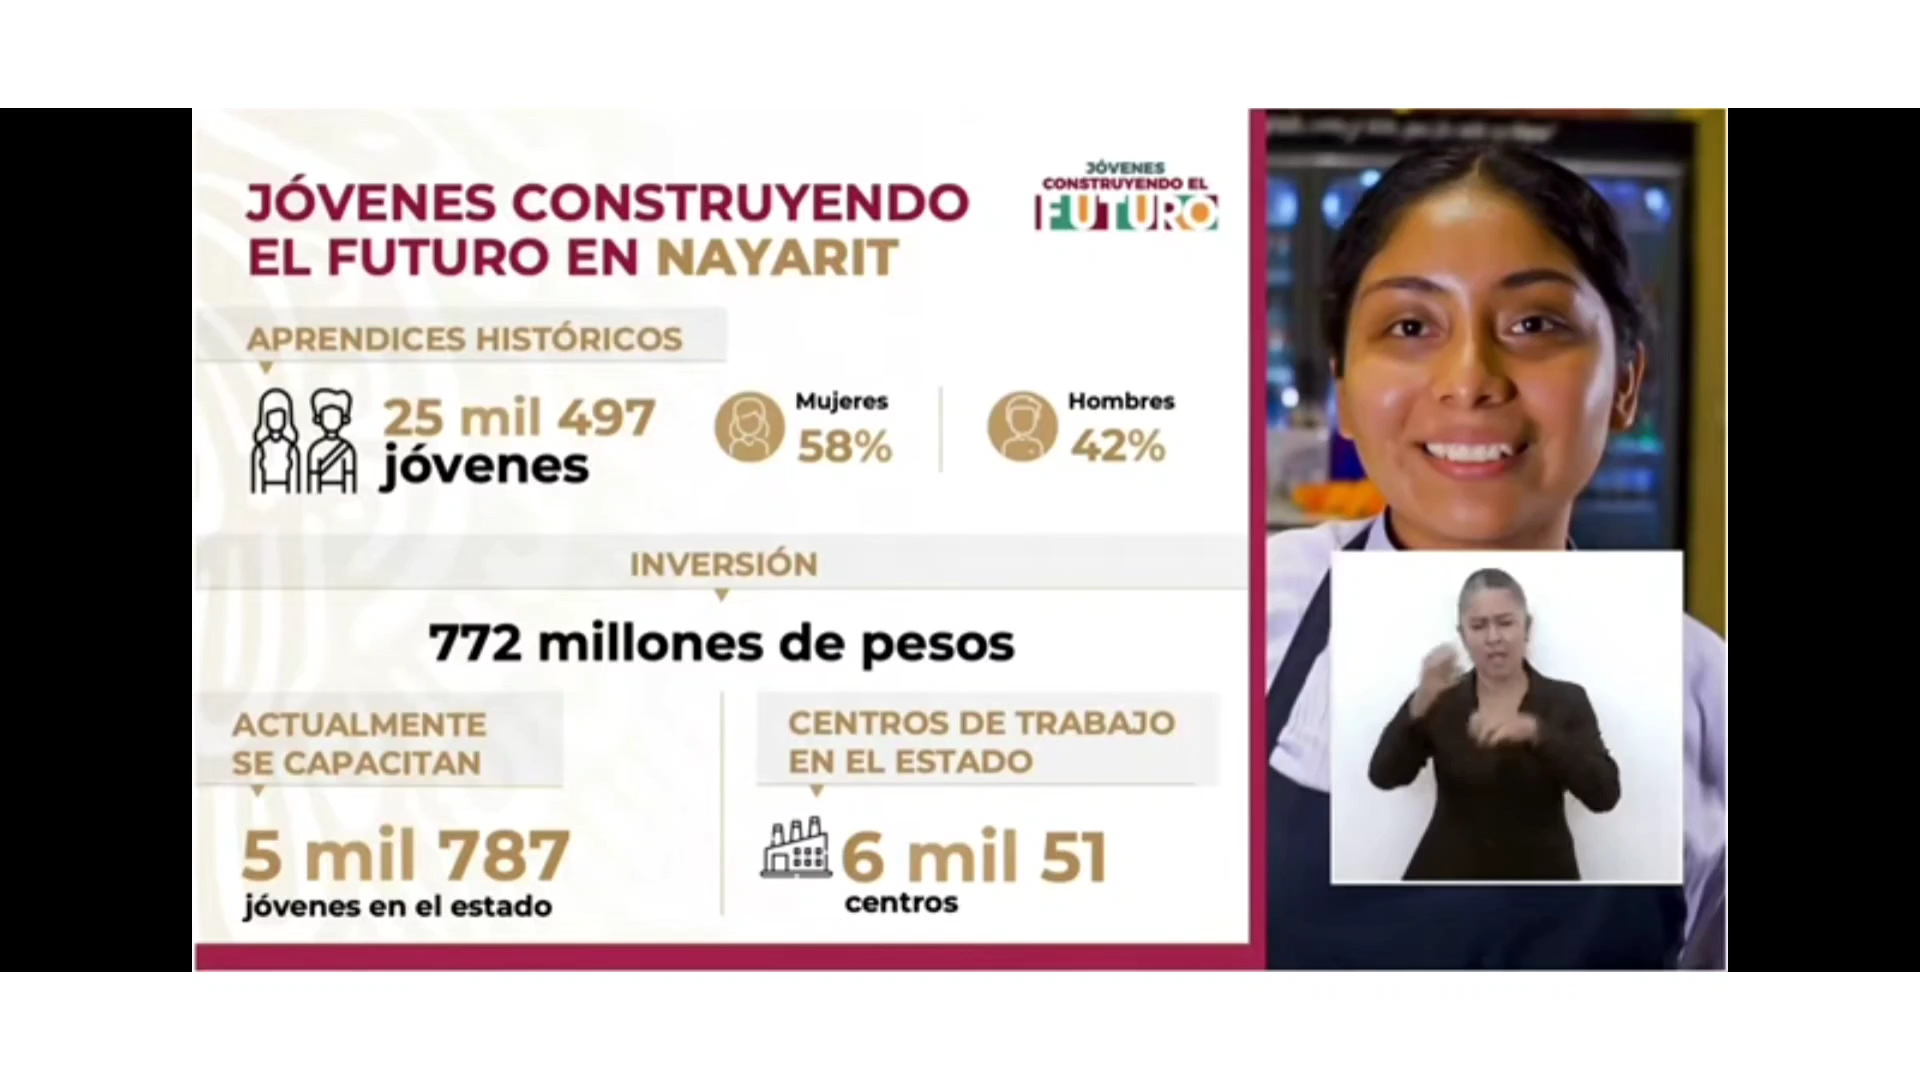 JÓVENES CONSTRUYENDO
EL FUTURO EN NAYARIT
JÓVENES
CONSTRUYENDO EL
FUTURO
APRENDICES HISTÓRICOS
25 mil 497
jóvenes
Mujeres
58%
Hombres
42%
INVERSIÓN
772 millones de pesos
ACTUALMENTE
SE CAPACITAN
5 mil 787
jóvenes en el estado
CENTROS DE TRABAJO
EN EL ESTADO
6 mil 51
centros